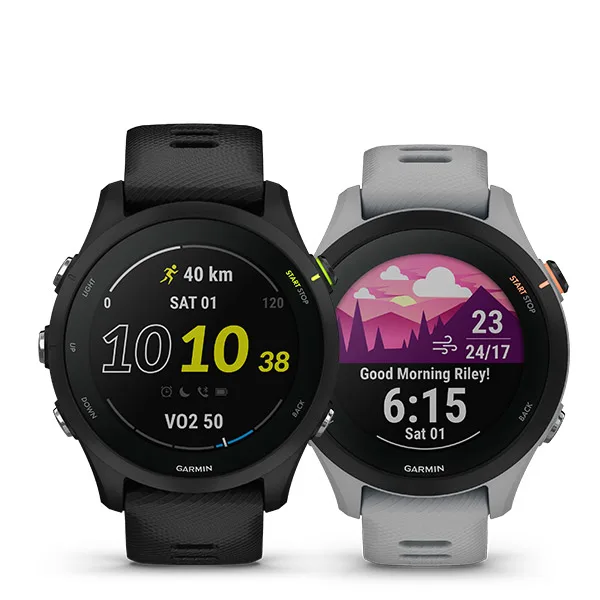 LIGHT
START STOP
40 km
0
SAT 01
120
UP
10 10 38
DOWN
BACK
VO2 50
GARMIN
START STOP
23
24/17
Good Morning Riley!
6:15
Sat 01
BACK
GARMIN